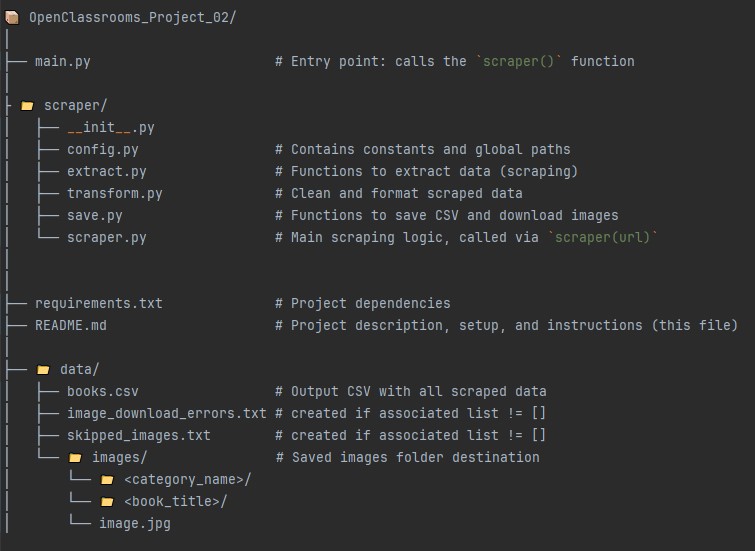 📦 OpenClassrooms_Project_02/
│
├── main.py                       # Entry point: calls the `scraper()` function
│
├ 📁 scraper/
│   ├── __init__.py
│   ├── config.py                 # Contains constants and global paths
│   ├── extract.py                # Functions to extract data (scraping)
│   ├── transform.py              # Clean and format scraped data
│   ├── save.py                   # Functions to save CSV and download images
│   └── scraper.py                # Main scraping logic, called via `scraper(url)`
│
│
├── requirements.txt              # Project dependencies
├── README.md                     # Project description, setup, and instructions (this file)
│
├── 📁 data/
│   ├── books.csv                 # Output CSV with all scraped data
│   ├── image_download_errors.txt # created if associated list != []
│   ├── skipped_images.txt        # created if associated list != []
│   └── 📁 images/                # Saved images folder destination
│       └── 📁 <category_name>/
│       └── 📁 <book_title>/
│       └── image.jpg